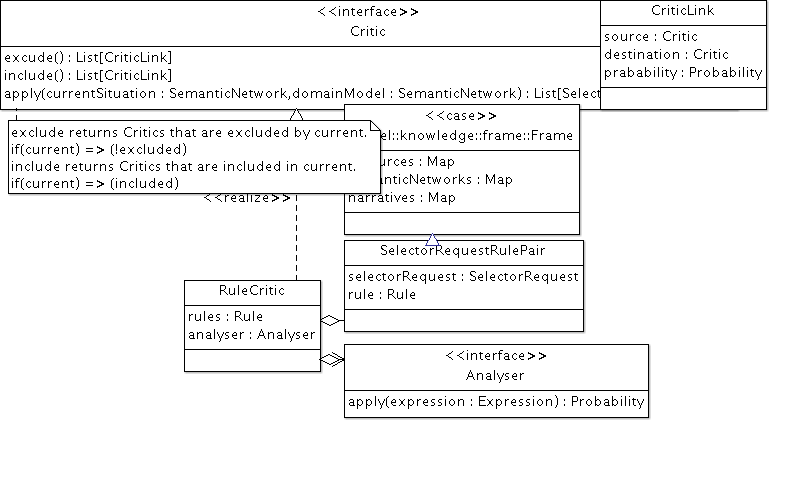 <<interface>>
Critic
excude() : List[CriticLink]
include() : List[CriticLink]
apply(currentSituation : SemanticNetwork,domainModel : SemanticNetwork) : List[Select
CriticLink
source : Critic
destination : Critic
prabability : Probability
exclude returns Critics that are excluded by current.
if(current) => (!excluded)
include returns Critics that are included in current.
if(current) => (included)
<<case>>
el::knowledge::frame::Frame
urces : Map
anticNetworks : Map
narratives : Map
<<realize>>
SelectorRequestRulePair
selectorRequest : SelectorRequest
rule : Rule
RuleCritic
rules : Rule
analyser : Analyser
<<interface>>
Analyser
apply(expression : Expression) : Probability